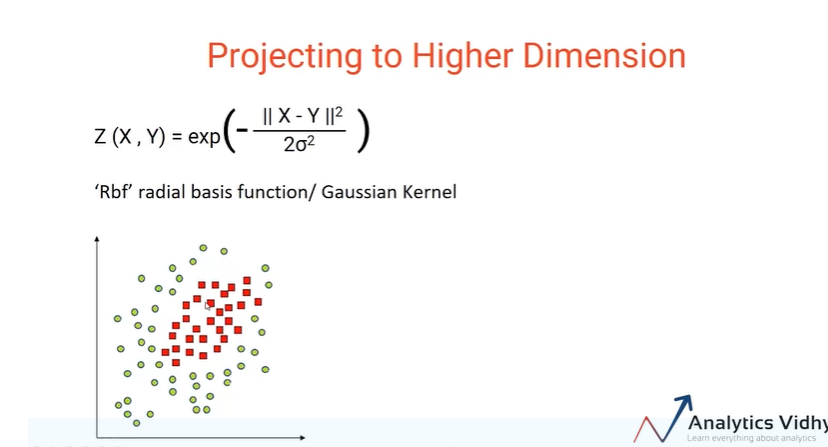 Projecting to Higher Dimension
Z (X , Y) = exp(- || X - Y ||² / 2σ² )
‘Rbf’ radial basis function/ Gaussian Kernel
Analytics Vidhy
Learn everything about analytics